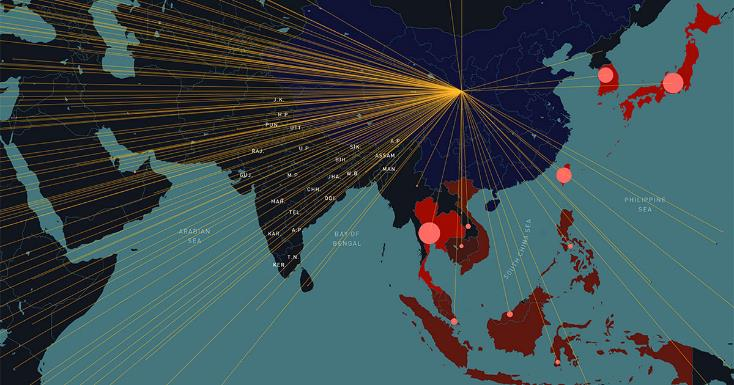 J.K.
H.P.
PUN.
UTT.
RAJ.
U.P.
SIK.
A.P.
ASSAM
BIH.
GUJ.
M.P.
JHA.
W.B.
MAN.
CHH.
ODI.
MAH.
TEL.
KAR.
A.P.
T.N.
KER.
ARABIAN
SEA
BAY OF
BENGAL
SOUTH CHINA SEA
PHILIPPINE
SEA